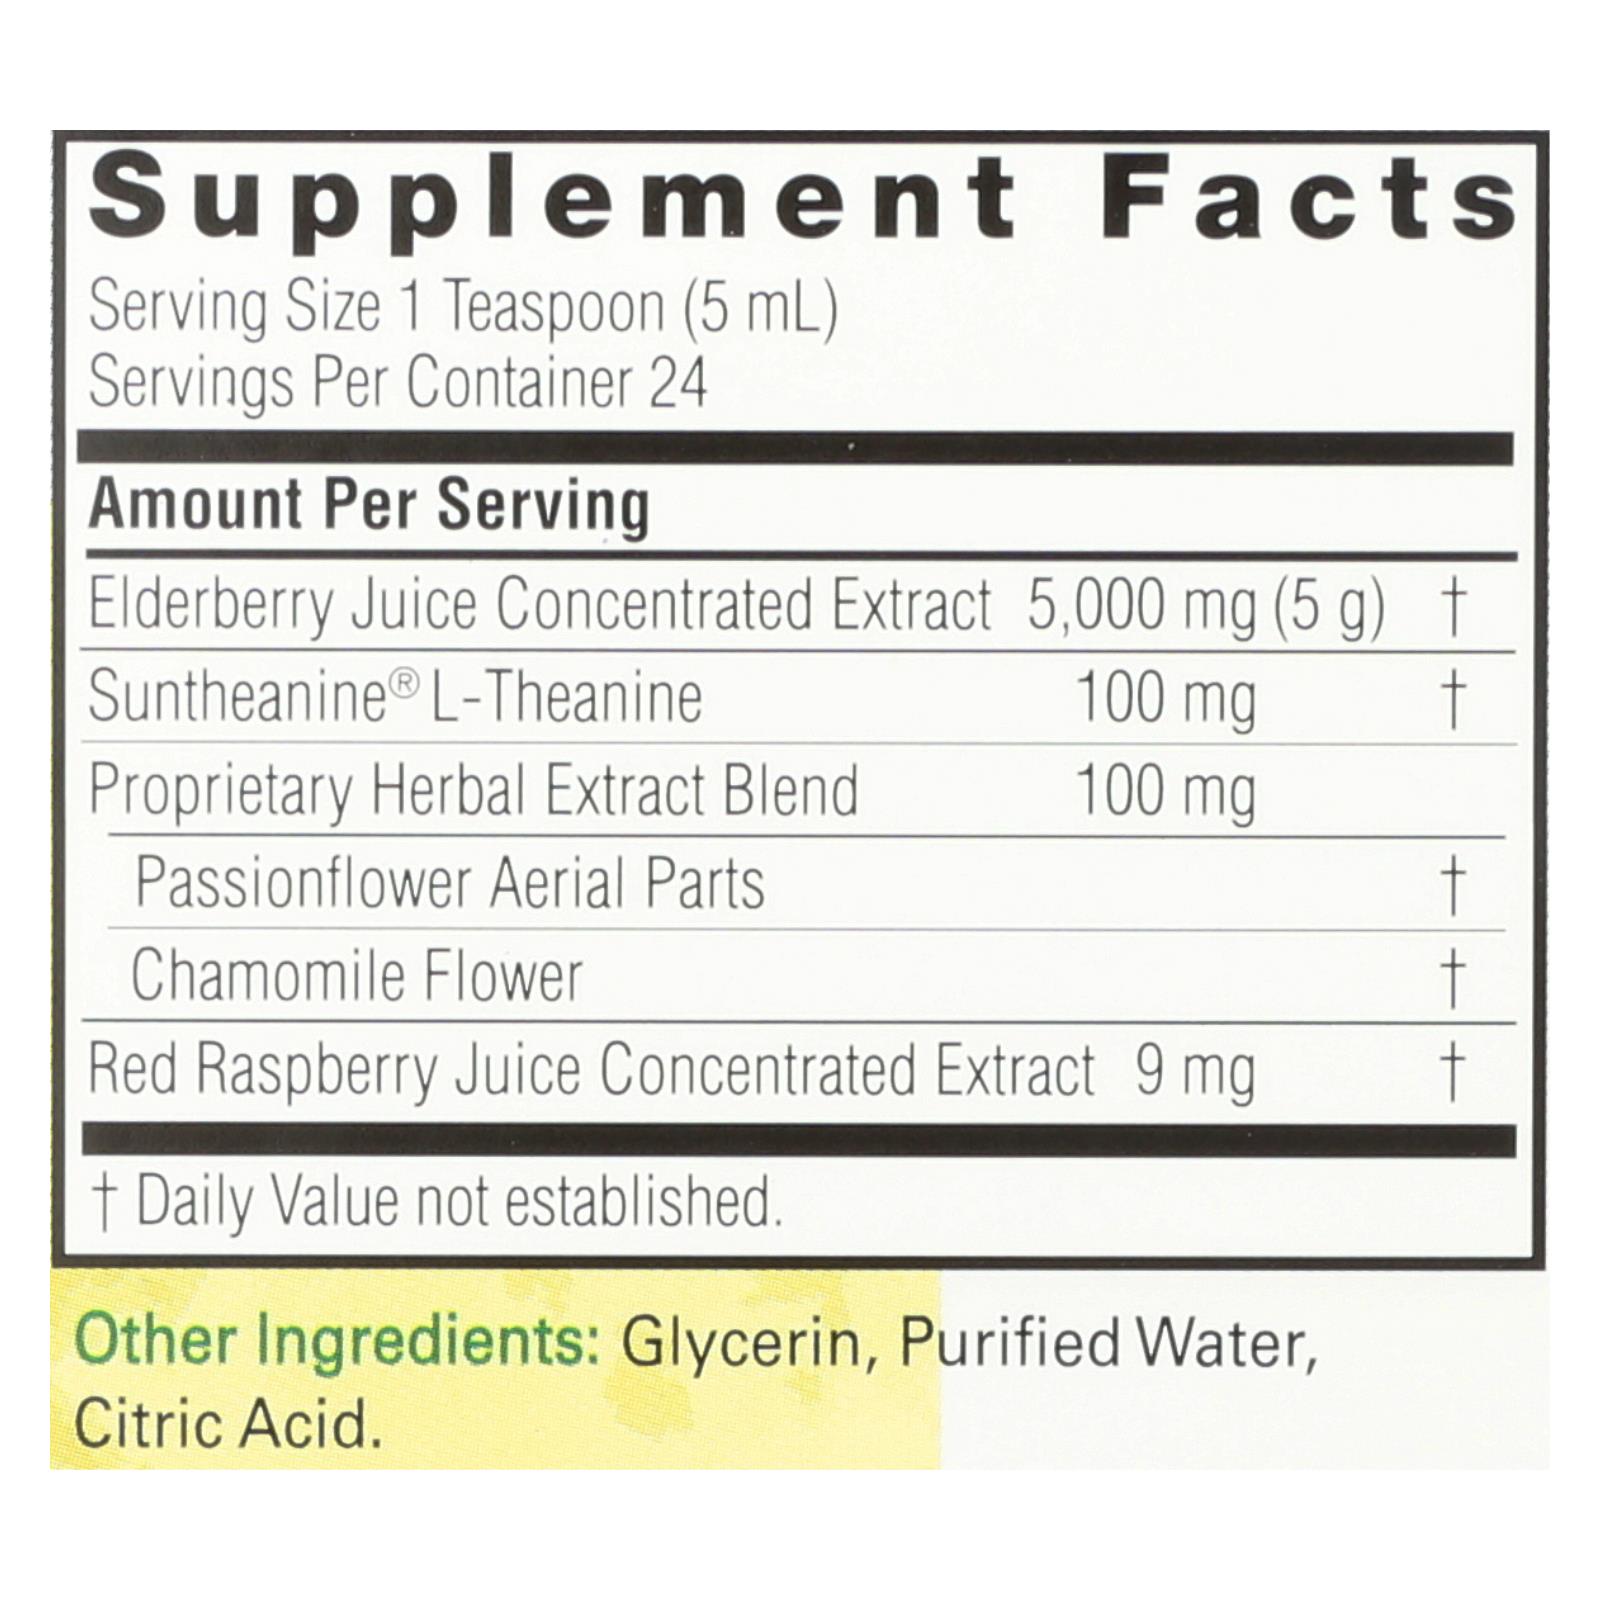 Supplement Facts
Serving Size 1 Teaspoon (5 mL)
Servings Per Container 24
Amount Per Serving
Elderberry Juice Concentrated Extract 5,000 mg (5 g) †
Suntheanine® L-Theanine 100 mg †
Proprietary Herbal Extract Blend 100 mg
Passionflower Aerial Parts †
Chamomile Flower †
Red Raspberry Juice Concentrated Extract 9 mg †
† Daily Value not established.
Other Ingredients: Glycerin, Purified Water,
Citric Acid.